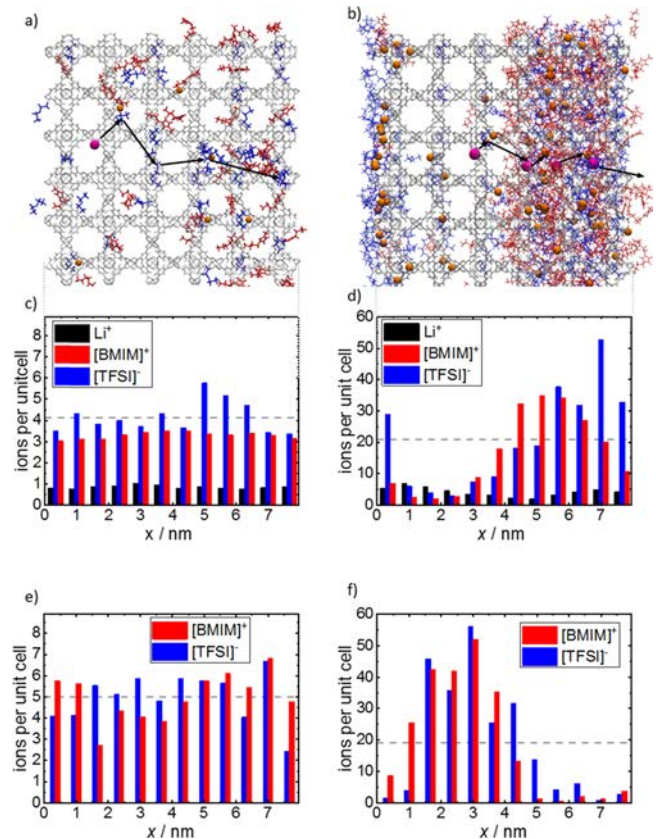 a)
b)
c)
d)
8
7
6
5
4
3
2
1
0
ions per unitcell
Li⁺
[BMIM]⁺
[TFSI]⁻
0 1 2 3 4 5 6 7
x / nm
60
50
40
30
20
10
0
ions per unit cell
Li⁺
[BMIM]⁺
[TFSI]⁻
0 1 2 3 4 5 6 7
x / nm
e)
f)
8
7
6
5
4
3
2
1
0
ions per unit cell
[BMIM]⁺
[TFSI]⁻
0 1 2 3 4 5 6 7
x / nm
60
50
40
30
20
10
0
ions per unit cell
[BMIM]⁺
[TFSI]⁻
0 1 2 3 4 5 6 7
x / nm